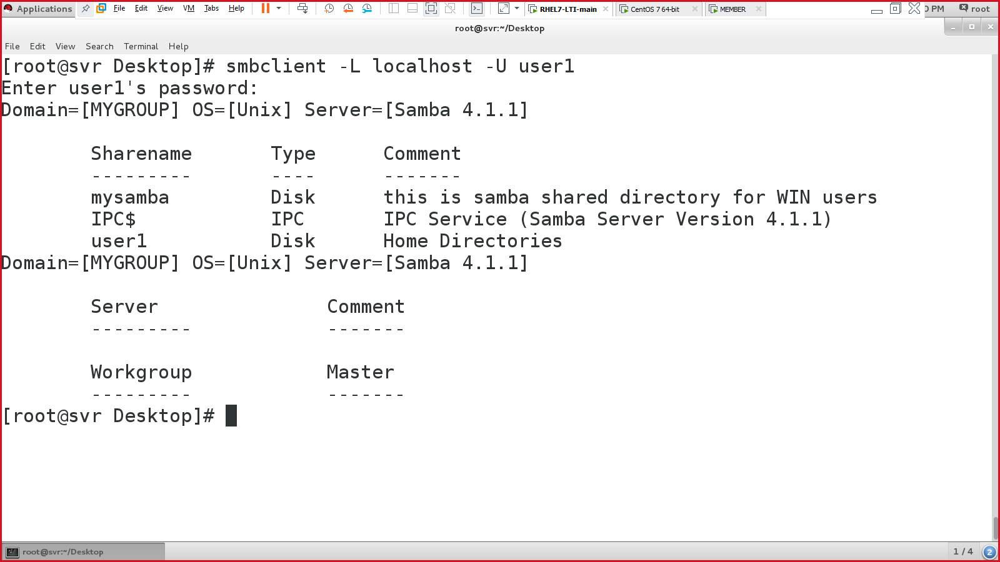 Applications File Edit View VM Tabs Help RHEL7-LTI-main CentOS 7 64-bit MEMBER 0 PM root
root@svr:~/Desktop
File Edit View Search Terminal Help
[root@svr Desktop]# smbclient -L localhost -U user1
Enter user1's password:
Domain=[MYGROUP] OS=[Unix] Server=[Samba 4.1.1]
Sharename Type Comment
--------- ---- -------
mysamba Disk this is samba shared directory for WIN users
IPC$ IPC IPC Service (Samba Server Version 4.1.1)
user1 Disk Home Directories
Domain=[MYGROUP] OS=[Unix] Server=[Samba 4.1.1]
Server Comment
--------- -------
Workgroup Master
--------- -------
[root@svr Desktop]#
root@svr:~/Desktop 1 / 4 2